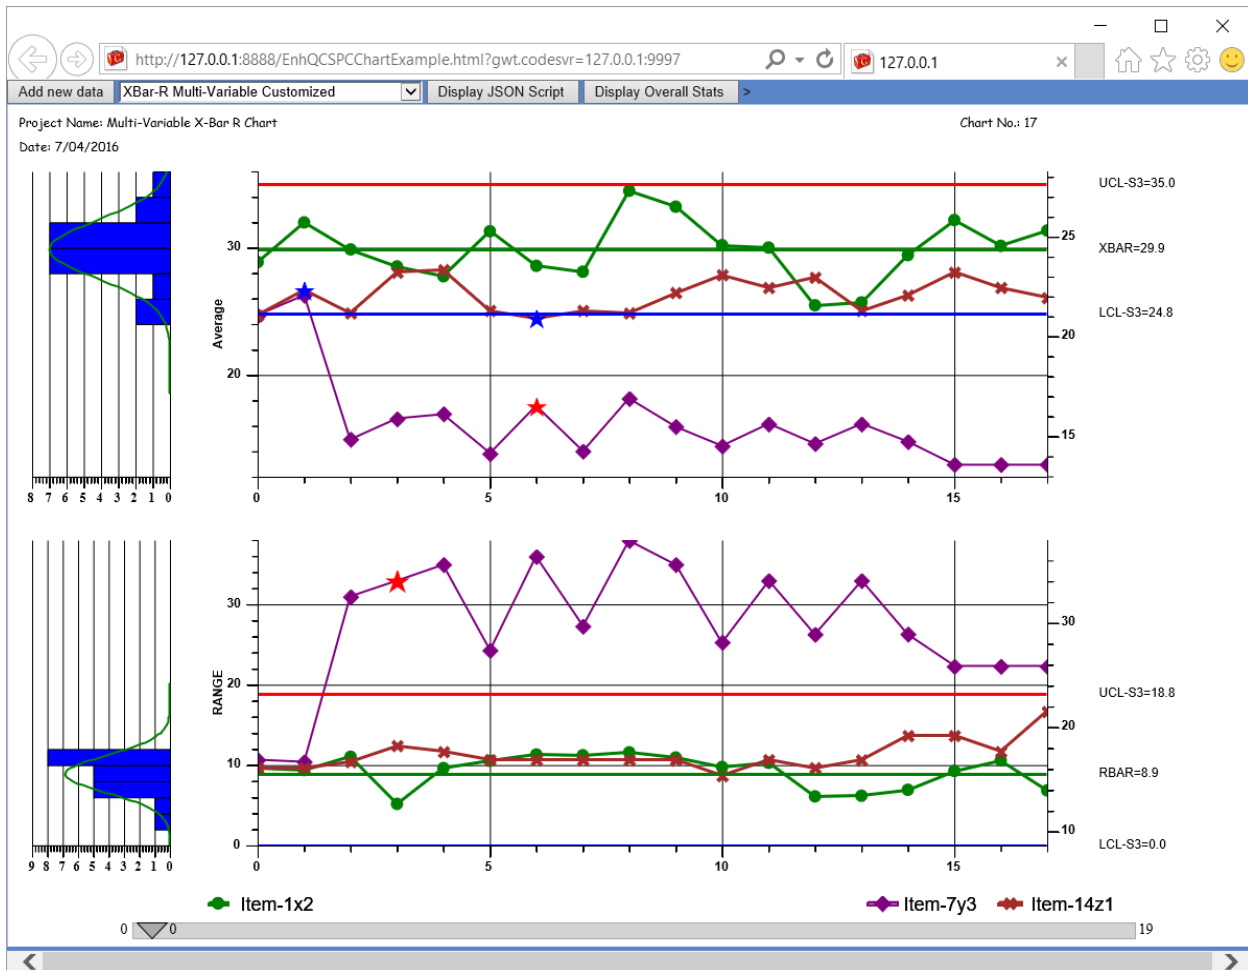 http://127.0.0.1:8888/EnhQCSPCChartExample.html?gwt.codesvr=127.0.0.1:9997 127.0.0.1
Add new data XBar-R Multi-Variable Customized Display JSON Script Display Overall Stats >
Project Name: Multi-Variable X-Bar R Chart Chart No.: 17
Date: 7/04/2016
UCL-S3=35.0
30 25 XBAR=29.9
Average
LCL-S3=24.8
20
20
15
8 7 6 5 4 3 2 1 0 0 5 10 15
30
30
RANGE
20 UCL-S3=18.8
20
10 RBAR=8.9
10
0 LCL-S3=0.0
9 8 7 6 5 4 3 2 1 0 0 5 10 15
Item-1x2 Item-7y3 Item-14z1
0 0 19